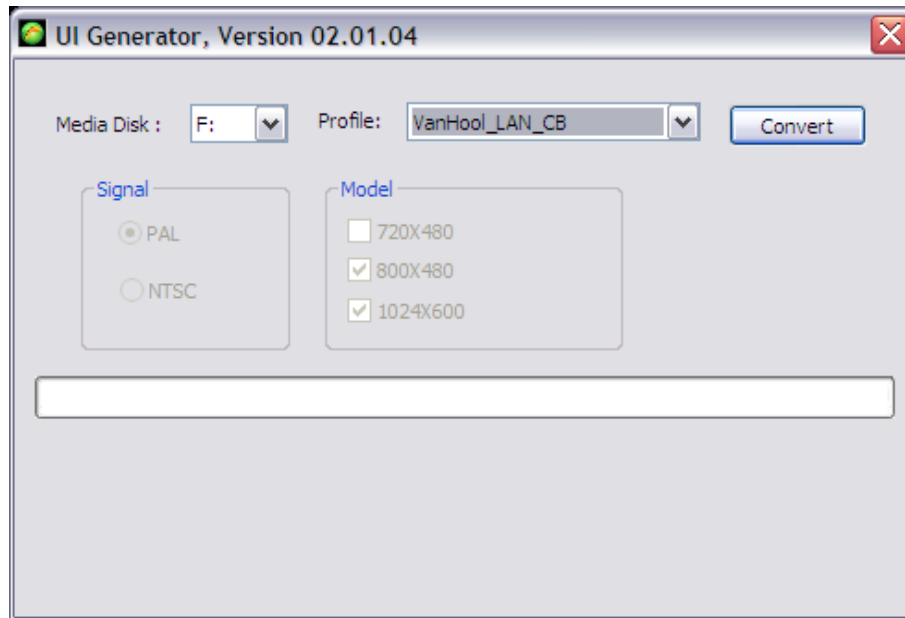 UI Generator, Version 02.01.04
Media Disk : F: Profile: VanHool_LAN_CB Convert
Signal Model
PAL 720X480
800X480
NTSC
1024X600